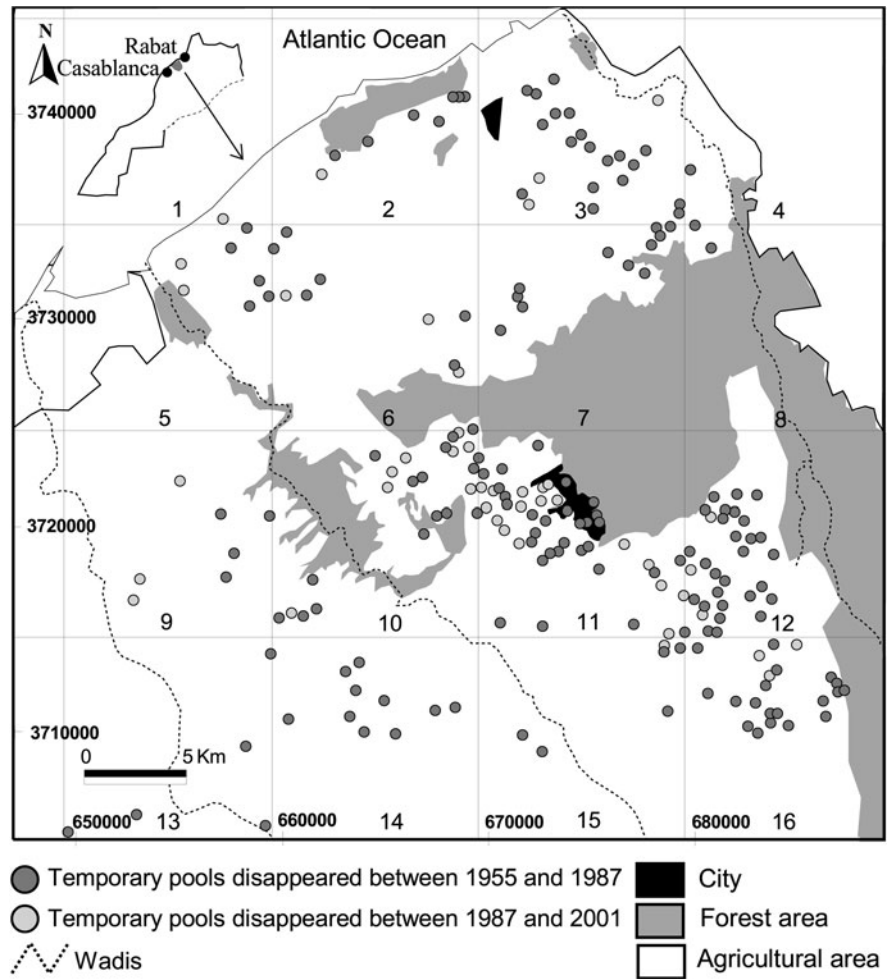 N
Rabat
Casablanca
Atlantic Ocean
3740000
1
2
3
4
3730000
5
6
7
8
3720000
9
10
11
12
3710000
0 5 Km
650000
13
660000
14
670000
15
680000
16
Temporary pools disappeared between 1955 and 1987
City
Temporary pools disappeared between 1987 and 2001
Forest area
Wadis
Agricultural area